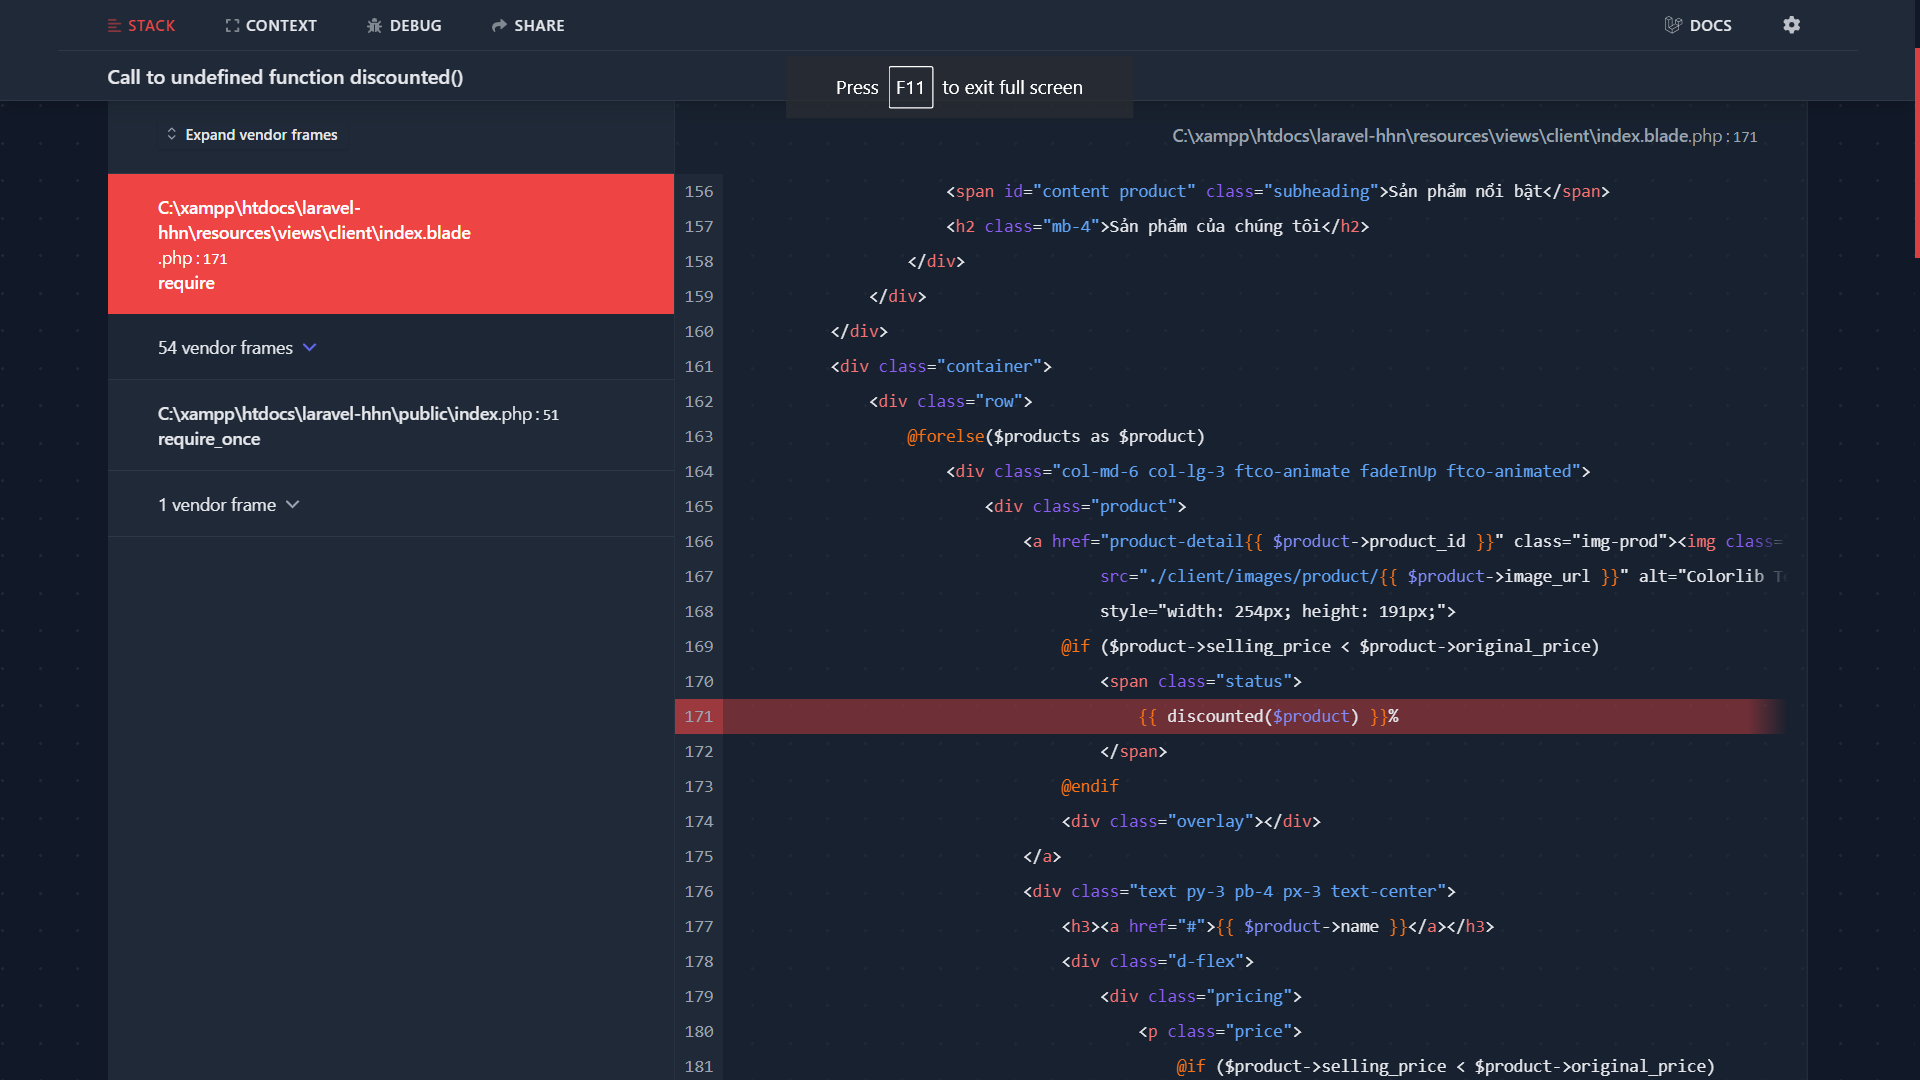 STACK
CONTEXT
DEBUG
SHARE
DOCS
Call to undefined function discounted()
Press F11 to exit full screen
Expand vendor frames
C:\xampp\htdocs\laravel-
hhn\resources\views\client\index.blade
.php:171
require
54 vendor frames
C:\xampp\htdocs\laravel-hhn\public\index.php:51
require_once
1 vendor frame
C:\xampp\htdocs\laravel-hhn\resources\views\client\index.blade.php:171
156 <span id="content product" class="subheading">Sản phẩm nổi bật</span>
157 <h2 class="mb-4">Sản phẩm của chúng tôi</h2>
158 </div>
159 </div>
160 </div>
161 <div class="container">
162 <div class="row">
163 @forelse($products as $product)
164 <div class="col-md-6 col-lg-3 ftco-animate fadeInUp ftco-animated">
165 <div class="product">
166 <a href="product-detail{{ $product->product_id }}" class="img-prod"><img class=
167 src="./client/images/product/{{ $product->image_url }}" alt="Colorlib
168 style="width: 254px; height: 191px;">
169 @if ($product->selling_price < $product->original_price)
170 <span class="status">
171 {{ discounted($product) }}%
172 </span>
173 @endif
174 <div class="overlay"></div>
175 </a>
176 <div class="text py-3 pb-4 px-3 text-center">
177 <h3><a href="#">{{ $product->name }}</a></h3>
178 <div class="d-flex">
179 <div class="pricing">
180 <p class="price">
181 @if ($product->selling_price < $product->original_price)